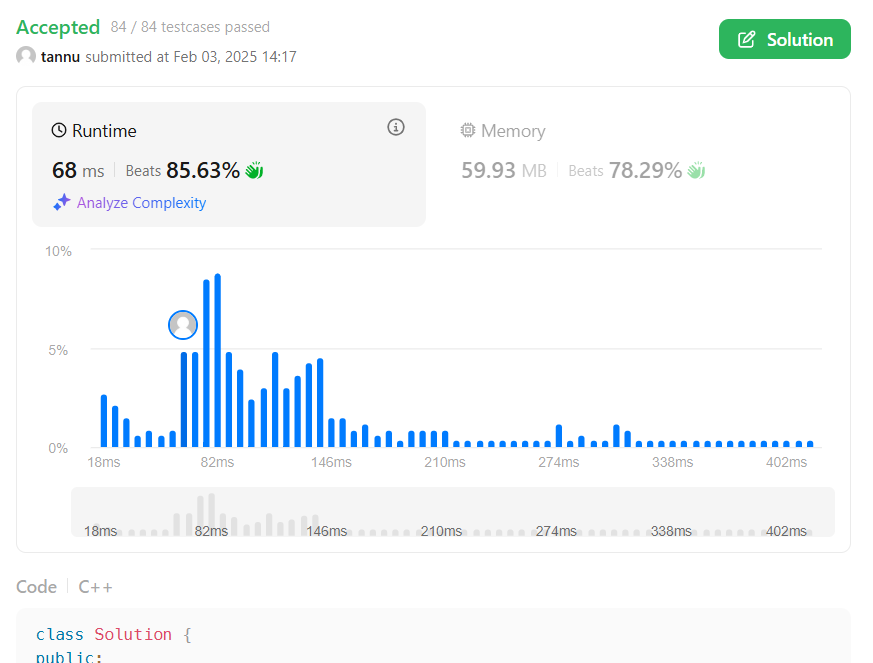 Accepted 84 / 84 testcases passed
tannu submitted at Feb 03, 2025 14:17
Solution
Runtime
68 ms Beats 85.63%
Analyze Complexity
Memory
59.93 MB Beats 78.29%
10%
5%
0%
18ms 82ms 146ms 210ms 274ms 338ms 402ms
18ms 82ms 146ms 210ms 274ms 338ms 402ms
Code C++
class Solution {
public: